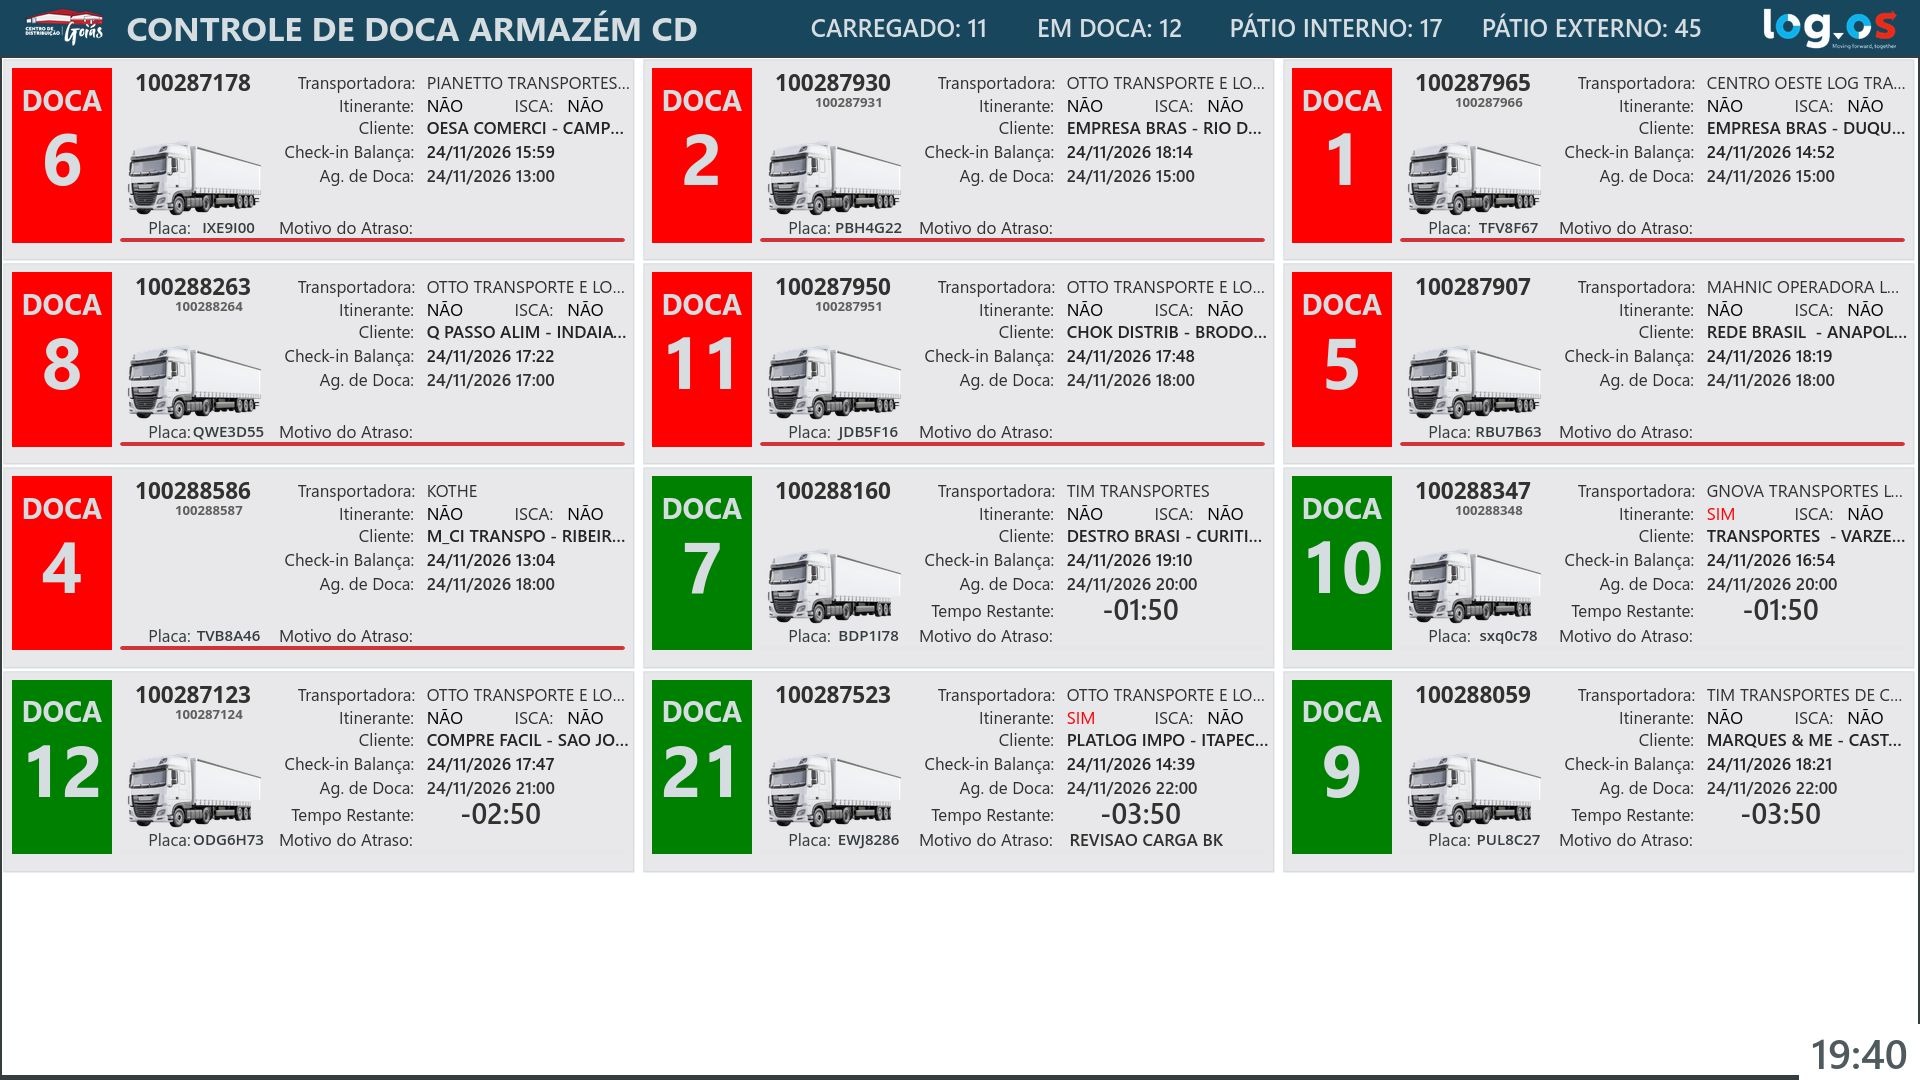 CENTRO DE DISTRIBUIÇÃO Goiás
CONTROLE DE DOCA ARMAZÉM CD
CARREGADO: 11
EM DOCA: 12
PÁTIO INTERNO: 17
PÁTIO EXTERNO: 45
log.os
Moving forward, together
DOCA
6
100287178
Transportadora: PIANETTO TRANSPORTES...
Itinerante: NÃO ISCA: NÃO
Cliente: OESA COMERCI - CAMP...
Check-in Balança: 24/11/2026 15:59
Ag. de Doca: 24/11/2026 13:00
Placa: IXE9I00 Motivo do Atraso:
DOCA
2
100287930
100287931
Transportadora: OTTO TRANSPORTE E LO...
Itinerante: NÃO ISCA: NÃO
Cliente: EMPRESA BRAS - RIO D...
Check-in Balança: 24/11/2026 18:14
Ag. de Doca: 24/11/2026 15:00
Placa: PBH4G22 Motivo do Atraso:
DOCA
1
100287965
100287966
Transportadora: CENTRO OESTE LOG TRA...
Itinerante: NÃO ISCA: NÃO
Cliente: EMPRESA BRAS - DUQU...
Check-in Balança: 24/11/2026 14:52
Ag. de Doca: 24/11/2026 15:00
Placa: TFV8F67 Motivo do Atraso:
DOCA
8
100288263
100288264
Transportadora: OTTO TRANSPORTE E LO...
Itinerante: NÃO ISCA: NÃO
Cliente: Q PASSO ALIM - INDAIA...
Check-in Balança: 24/11/2026 17:22
Ag. de Doca: 24/11/2026 17:00
Placa: QWE3D55 Motivo do Atraso:
DOCA
11
100287950
100287951
Transportadora: OTTO TRANSPORTE E LO...
Itinerante: NÃO ISCA: NÃO
Cliente: CHOK DISTRIB - BRODO...
Check-in Balança: 24/11/2026 17:48
Ag. de Doca: 24/11/2026 18:00
Placa: JDB5F16 Motivo do Atraso:
DOCA
5
100287907
Transportadora: MAHNIC OPERADORA L...
Itinerante: NÃO ISCA: NÃO
Cliente: REDE BRASIL - ANAPOL...
Check-in Balança: 24/11/2026 18:19
Ag. de Doca: 24/11/2026 18:00
Placa: RBU7B63 Motivo do Atraso:
DOCA
4
100288586
100288587
Transportadora: KOTHE
Itinerante: NÃO ISCA: NÃO
Cliente: M_CI TRANSPO - RIBEIR...
Check-in Balança: 24/11/2026 13:04
Ag. de Doca: 24/11/2026 18:00
Placa: TVB8A46 Motivo do Atraso:
DOCA
7
100288160
Transportadora: TIM TRANSPORTES
Itinerante: NÃO ISCA: NÃO
Cliente: DESTRO BRASI - CURITI...
Check-in Balança: 24/11/2026 19:10
Ag. de Doca: 24/11/2026 20:00
Tempo Restante: -01:50
Placa: BDP1I78 Motivo do Atraso:
DOCA
10
100288347
100288348
Transportadora: GNOVA TRANSPORTES L...
Itinerante: SIM ISCA: NÃO
Cliente: TRANSPORTES - VARZE...
Check-in Balança: 24/11/2026 16:54
Ag. de Doca: 24/11/2026 20:00
Tempo Restante: -01:50
Placa: sxq0c78 Motivo do Atraso:
DOCA
12
100287123
100287124
Transportadora: OTTO TRANSPORTE E LO...
Itinerante: NÃO ISCA: NÃO
Cliente: COMPRE FACIL - SAO JO...
Check-in Balança: 24/11/2026 17:47
Ag. de Doca: 24/11/2026 21:00
Tempo Restante: -02:50
Placa: ODG6H73 Motivo do Atraso:
DOCA
21
100287523
Transportadora: OTTO TRANSPORTE E LO...
Itinerante: SIM ISCA: NÃO
Cliente: PLATLOG IMPO - ITAPEC...
Check-in Balança: 24/11/2026 14:39
Ag. de Doca: 24/11/2026 22:00
Tempo Restante: -03:50
Placa: EWJ8286 Motivo do Atraso: REVISAO CARGA BK
DOCA
9
100288059
Transportadora: TIM TRANSPORTES DE C...
Itinerante: NÃO ISCA: NÃO
Cliente: MARQUES & ME - CAST...
Check-in Balança: 24/11/2026 18:21
Ag. de Doca: 24/11/2026 22:00
Tempo Restante: -03:50
Placa: PUL8C27 Motivo do Atraso:
19:40